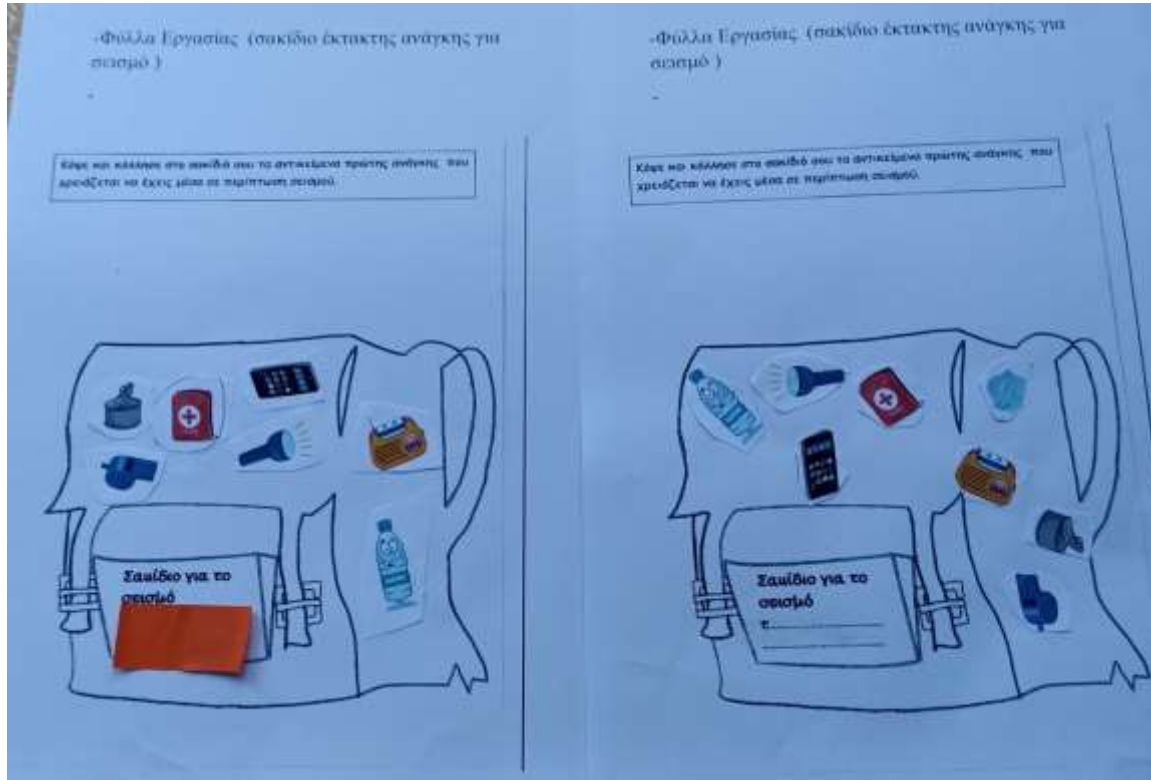 -Φύλλα Εργασίας (σακίδιο έκτακτης ανάγκης για
σεισμό )
-
Κόψε και κόλλησε στο σακίδιό σου τα αντικείμενα πρώτης ανάγκης που
χρειάζεται να έχεις μέσα σε περίπτωση σεισμού.
Σακίδιο για το
σεισμό
-Φύλλα Εργασίας (σακίδιο έκτακτης ανάγκης για
σεισμό )
-
Κόψε και κόλλησε στο σακίδιό σου τα αντικείμενα πρώτης ανάγκης που
χρειάζεται να έχεις μέσα σε περίπτωση σεισμού.
Σακίδιο για το
σεισμό